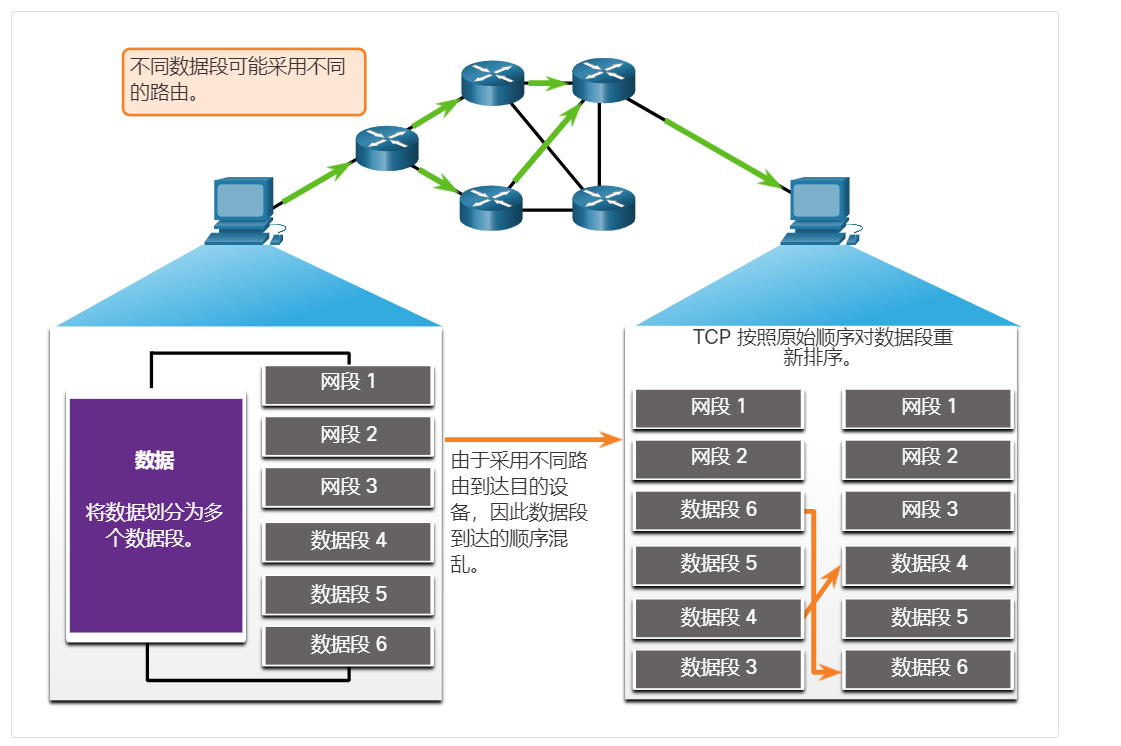 不同数据段可能采用不同
的路由。
数据
将数据划分为多
个数据段。
网段 1
网段 2
网段 3
数据段 4
数据段 5
数据段 6
由于采用不同路
由到达目的设
备，因此数据段
到达的顺序混
乱。
TCP 按照原始顺序对数据段重
新排序。
网段 1
网段 2
数据段 6
数据段 5
数据段 4
数据段 3
网段 1
网段 2
网段 3
数据段 4
数据段 5
数据段 6